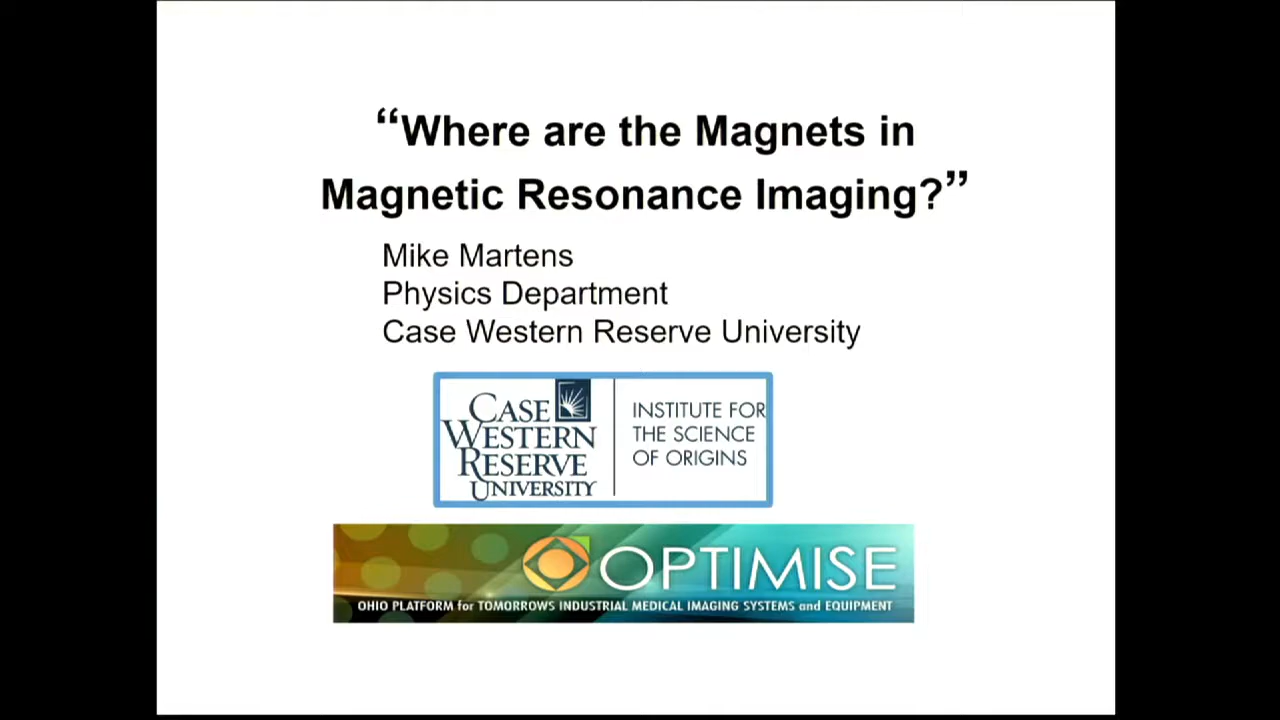 “Where are the Magnets in
Magnetic Resonance Imaging?”
Mike Martens
Physics Department
Case Western Reserve University
CASE
WESTERN
RESERVE
UNIVERSITY
INSTITUTE FOR
THE SCIENCE
OF ORIGINS
OPTIMISE
OHIO PLATFORM for TOMORROWS INDUSTRIAL MEDICAL IMAGING SYSTEMS and EQUIPMENT